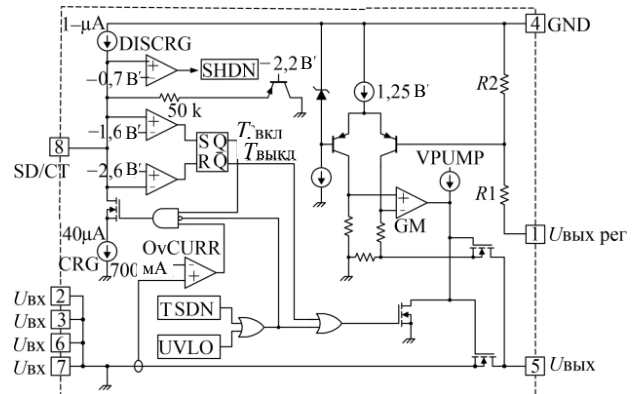 1–µA
DISCRG
4
GND
–0,7 В'
SHDN
–2,2В'
50 k
1,25 В'
R2
–1,6 В'
8
SD/CT
S Q
R Q̄
Tвкл
Tвыкл
–2,6 В'
VPUMP
R1
GM
1
Uвых рег
40µA
CRG
OvCURR
700
мА
Uвх
2
Uвх
3
Uвх
6
Uвх
7
TSDN
UVLO
5
Uвых